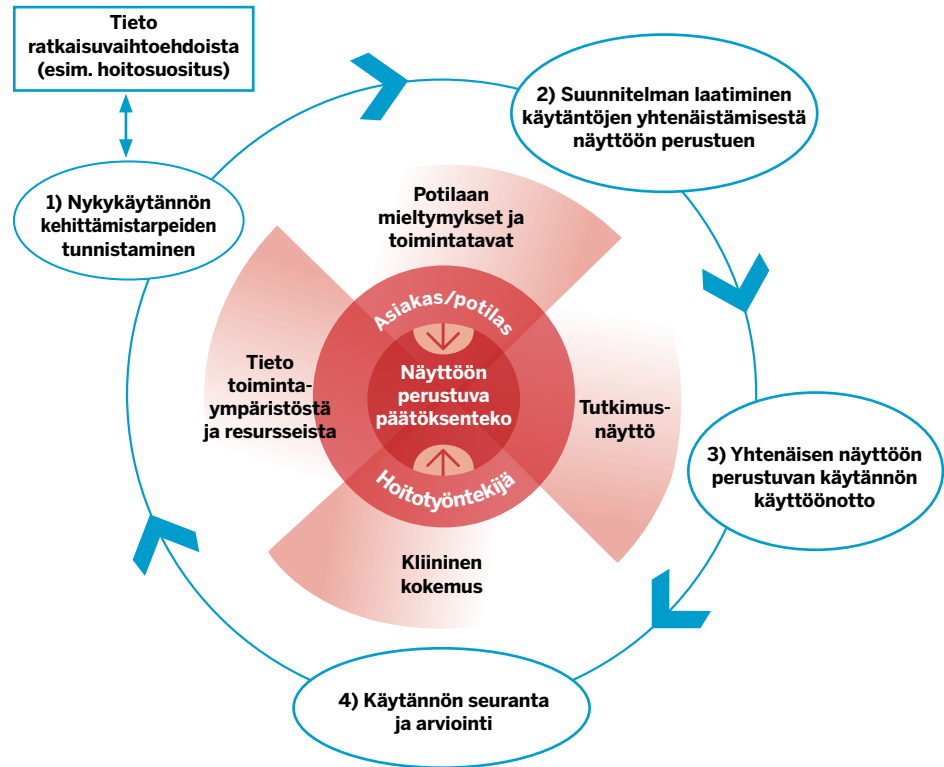 Tieto
ratkaisuvaihtoehdoista
(esim. hoitosuositus)
1) Nykykäytännön
kehittämistarpeiden
tunnistaminen
2) Suunnitelman laatiminen
käytäntöjen yhtenäistämisestä
näyttöön perustuen
3) Yhtenäisen näyttöön
perustuvan käytännön
käyttöönotto
4) Käytännön seuranta
ja arviointi
Potilaan
mieltymykset ja
toimintatavat
Tutkimus-
näyttö
Kliininen
kokemus
Tieto
toiminta-
ympäristöstä
ja resursseista
Asiakas/potilas
Näyttöön
perustuva
päätöksenteko
Hoitotyöntekijä